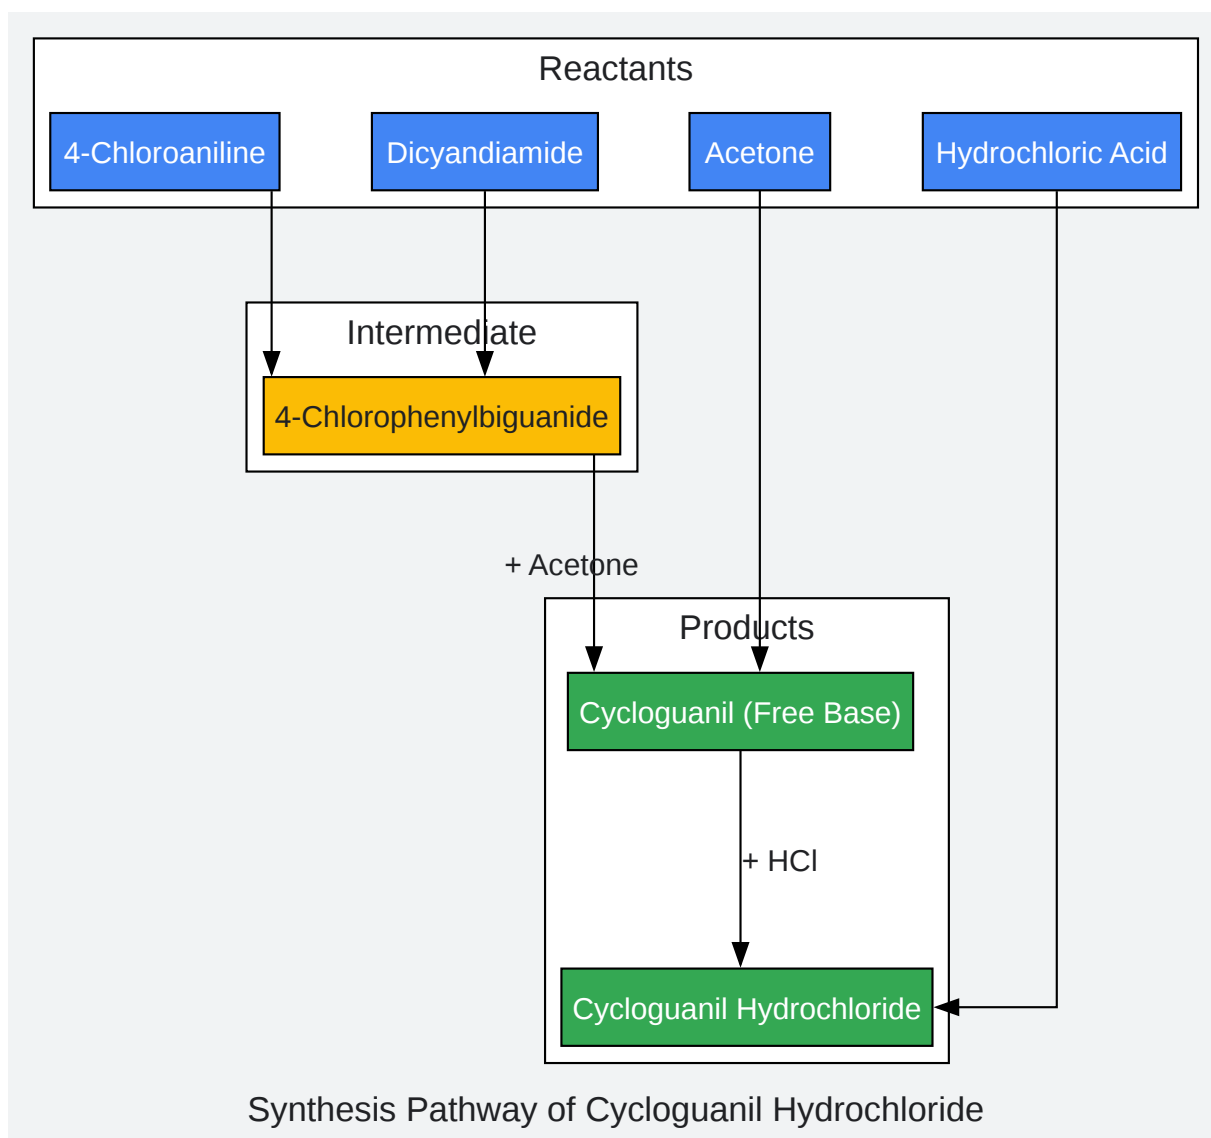 Reactants
4-Chloroaniline
Dicyandiamide
Acetone
Hydrochloric Acid
Intermediate
4-Chlorophenylbiguanide
+ Acetone
Products
Cycloguanil (Free Base)
+ HCl
Cycloguanil Hydrochloride
Synthesis Pathway of Cycloguanil Hydrochloride